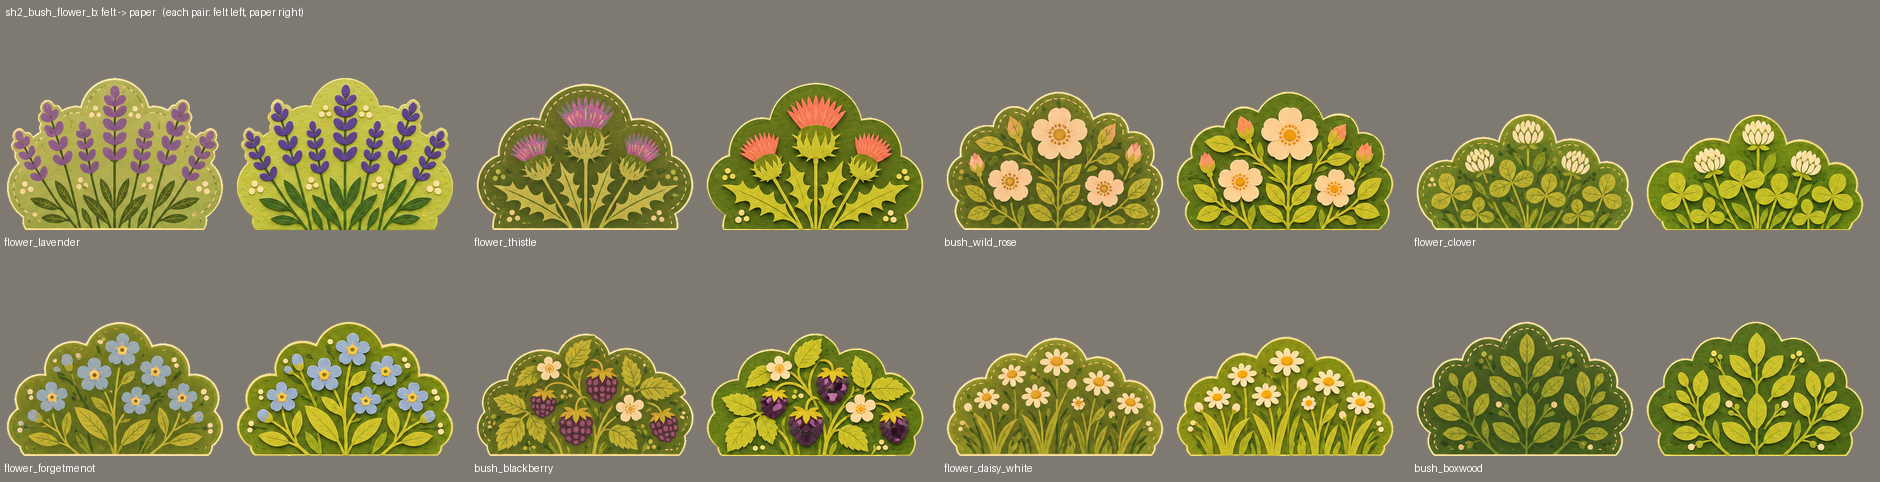 sh2_bush_flower_b: felt -> paper (each pair: felt left, paper right)
flower_lavender
flower_thistle
bush_wild_rose
flower_clover
flower_forgetmenot
bush_blackberry
flower_daisy_white
bush_boxwood